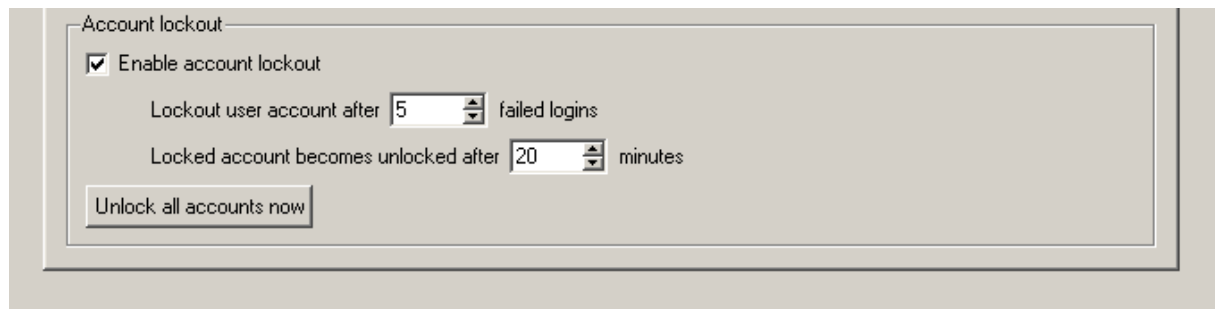 Account lockout
Enable account lockout
Lockout user account after 5 failed logins
Locked account becomes unlocked after 20 minutes
Unlock all accounts now